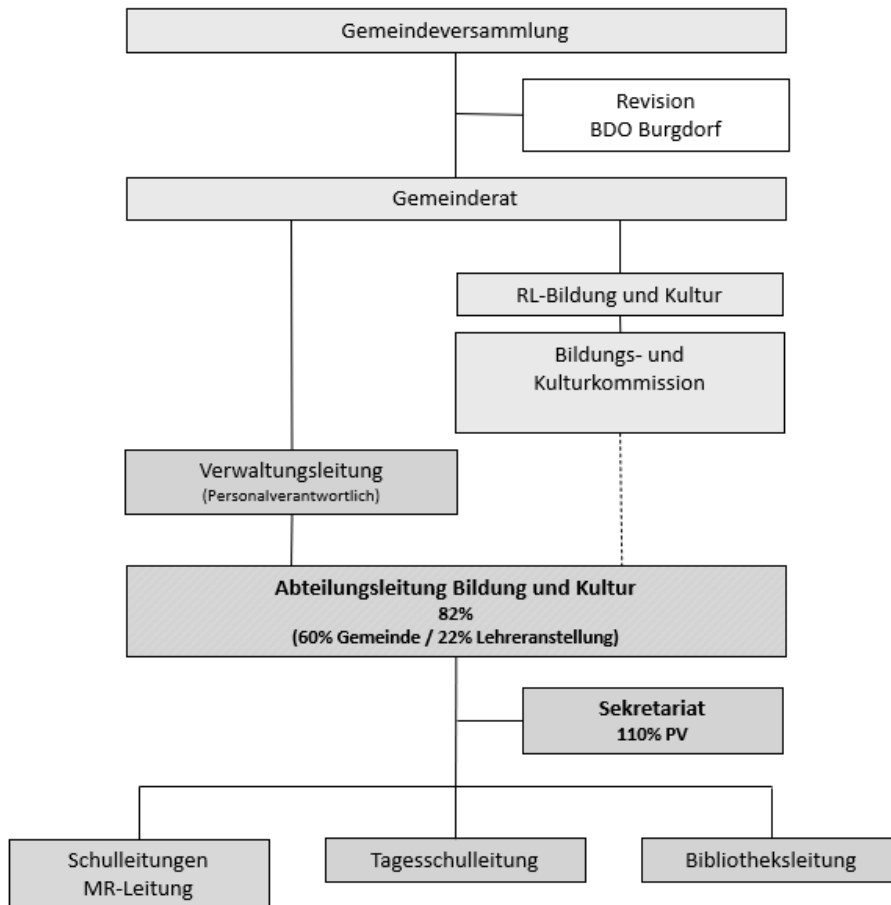 Gemeindeversammlung
Revision
BDO Burgdorf
Gemeinderat
RL-Bildung und Kultur
Bildungs- und
Kulturkommission
Verwaltungsleitung
(Personalverantwortlich)
Abteilungsleitung Bildung und Kultur
82%
(60% Gemeinde / 22% Lehreranstellung)
Sekretariat
110% PV
Schulleitungen
MR-Leitung
Tagesschulleitung
Bibliotheksleitung